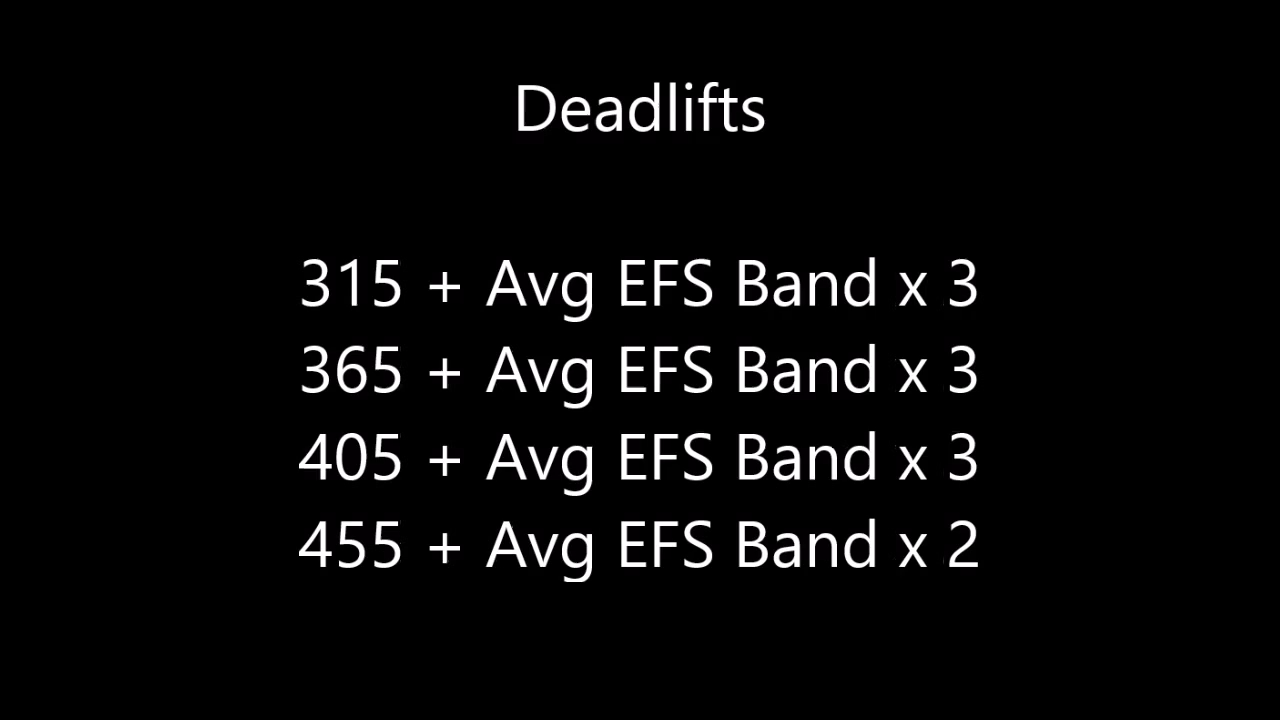 Deadlifts
315 + Avg EFS Band x 3
365 + Avg EFS Band x 3
405 + Avg EFS Band x 3
455 + Avg EFS Band x 2